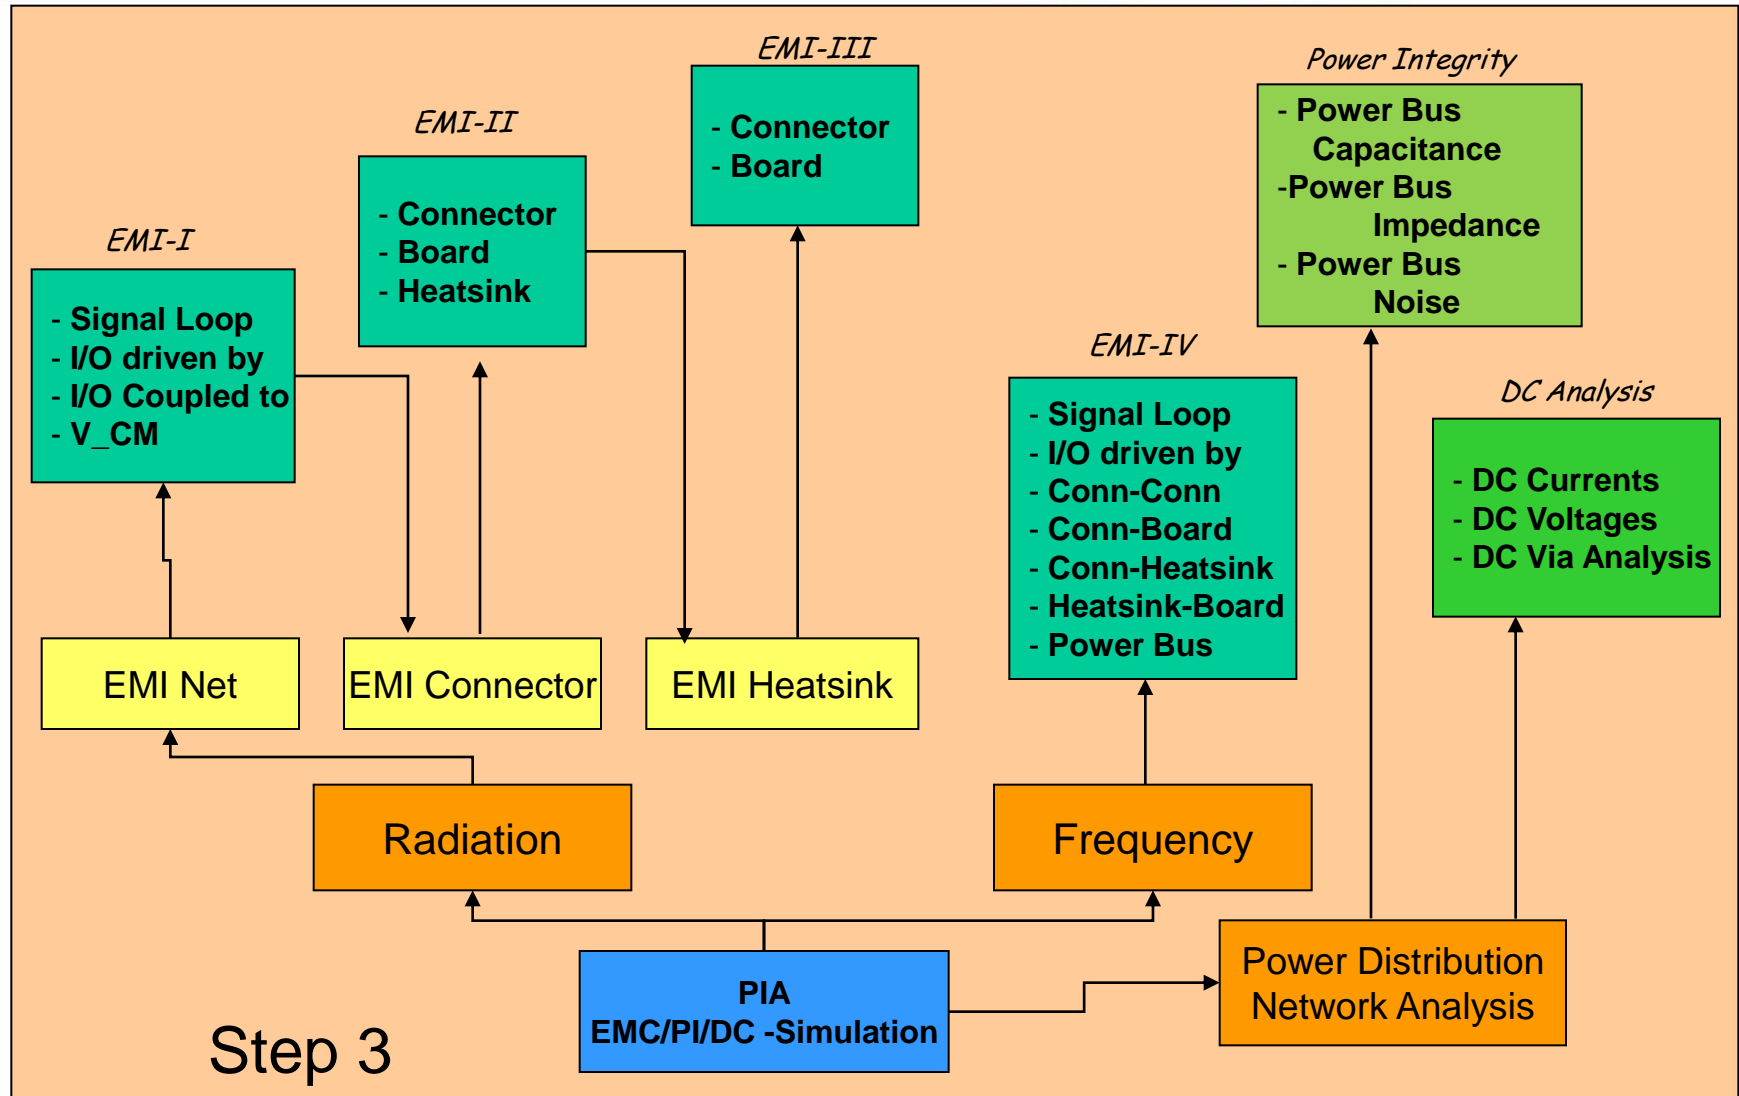 EMI-III
- Connector
- Board
Power Integrity
- Power Bus
Capacitance
-Power Bus
Impedance
- Power Bus
Noise
EMI-II
- Connector
- Board
- Heatsink
EMI-I
- Signal Loop
- I/O driven by
- I/O Coupled to
- V_CM
EMI-IV
- Signal Loop
- I/O driven by
- Conn-Conn
- Conn-Board
- Conn-Heatsink
- Heatsink-Board
- Power Bus
DC Analysis
- DC Currents
- DC Voltages
- DC Via Analysis
EMI Net
EMI Connector
EMI Heatsink
Radiation
Frequency
Power Distribution
Network Analysis
PIA
EMC/PI/DC -Simulation
Step 3